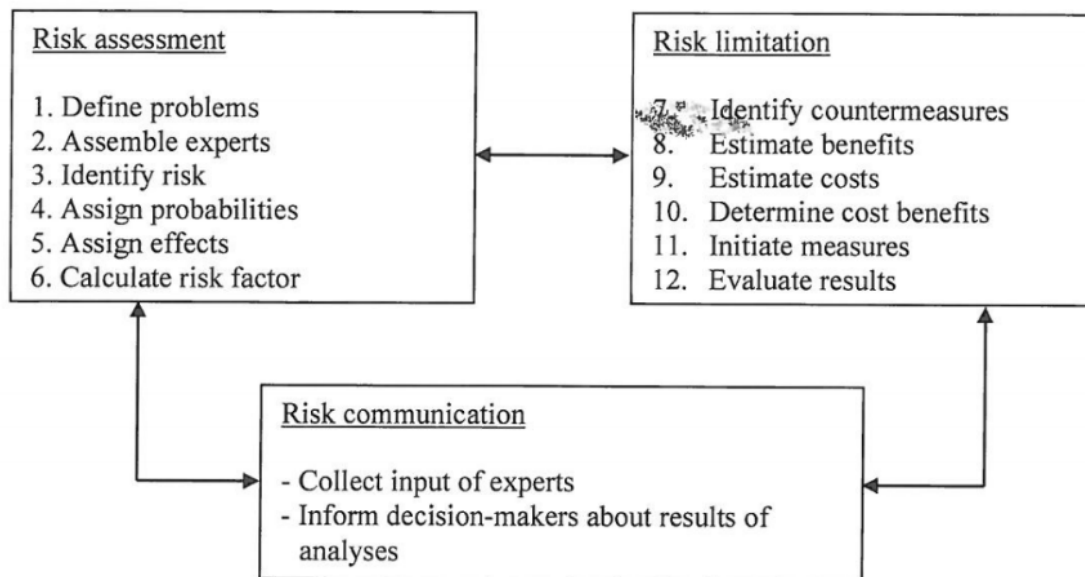 Risk assessment
1. Define problems
2. Assemble experts
3. Identify risk
4. Assign probabilities
5. Assign effects
6. Calculate risk factor
Risk limitation
7. Identify countermeasures
8. Estimate benefits
9. Estimate costs
10. Determine cost benefits
11. Initiate measures
12. Evaluate results
Risk communication
- Collect input of experts
- Inform decision-makers about results of
analyses